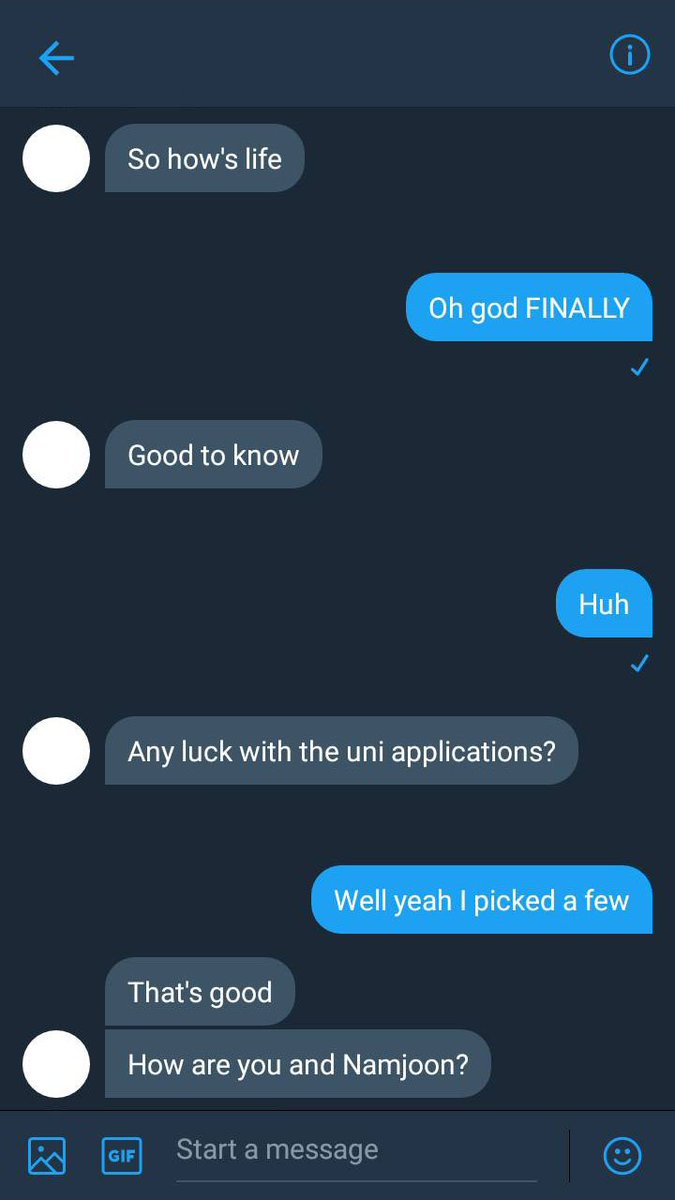 So how's life
Oh god FINALLY
Good to know
Huh
Any luck with the uni applications?
Well yeah I picked a few
That's good
How are you and Namjoon?
GIF
Start a message